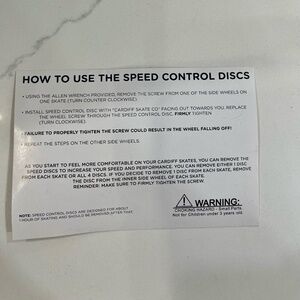 HOW TO USE THE SPEED CONTROL DISCS
• USING THE ALLEN WRENCH PROVIDED, REMOVE THE SCREW FROM ONE OF THE SIDE WHEELS ON
ONE SKATE (TURN COUNTER CLOCKWISE).
• INSTALL SPEED CONTROL DISC WITH "CARDIFF SKATE CO" FACING OUT TOWARDS YOU. REPLACE
THE WHEEL SCREW THROUGH THE SPEED CONTROL DISC. FIRMLY TIGHTEN
(TURN CLOCKWISE).
• FAILURE TO PROPERLY TIGHTEN THE SCREW COULD RESULT IN THE WHEEL FALLING OFF!
• REPEAT THE STEPS ON THE OTHER SIDE WHEELS.
AS YOU START TO FEEL MORE COMFORTABLE ON YOUR CARDIFF SKATES, YOU CAN REMOVE THE
SPEED DISCS TO INCREASE YOUR SPEED AND PERFORMANCE. YOU CAN REMOVE EITHER 1 DISC
FROM EACH SKATE OR ALL 4 DISCS. IF YOU DECIDE TO REMOVE 1 DISC FROM EACH SKATE, REMOVE
THE DISC FROM THE INNER SIDE WHEEL OF EACH SKATE.
REMINDER: MAKE SURE TO FIRMLY TIGHTEN THE SCREW.
WARNING:
CHOKING HAZARD - Small Parts
Not for Children under 3 years old
NOTE: SPEED CONTROL DISCS ARE DESIGNED FOR ABOUT
1 HOUR OF SKATING AND SHOULD BE REMOVED AFTER THAT.